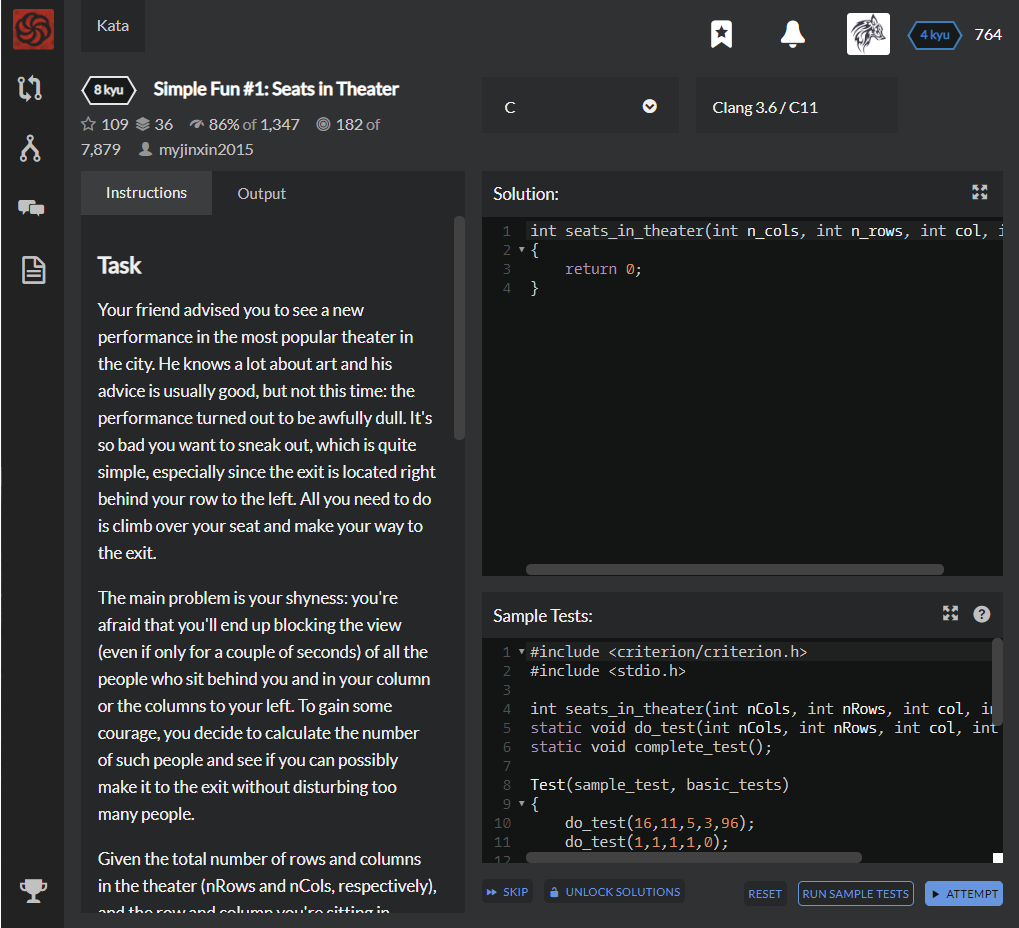 Kata
4 kyu
764
8 kyu
Simple Fun #1: Seats in Theater
109 36 86% of 1,347 182 of
7,879 myjinxin2015
C
Clang 3.6 / C11
Instructions
Output
Task
Your friend advised you to see a new
performance in the most popular theater in
the city. He knows a lot about art and his
advice is usually good, but not this time: the
performance turned out to be awfully dull. It's
so bad you want to sneak out, which is quite
simple, especially since the exit is located right
behind your row to the left. All you need to do
is climb over your seat and make your way to
the exit.
The main problem is your shyness: you're
afraid that you'll end up blocking the view
(even if only for a couple of seconds) of all the
people who sit behind you and in your column
or the columns to your left. To gain some
courage, you decide to calculate the number
of such people and see if you can possibly
make it to the exit without disturbing too
many people.
Given the total number of rows and columns
in the theater (nRows and nCols, respectively),
and the row and column you're sitting in
Solution:
1 int seats_in_theater(int n_cols, int n_rows, int col, i
2 {
3 return 0;
4 }
Sample Tests:
1 #include <criterion/criterion.h>
2 #include <stdio.h>
3
4 int seats_in_theater(int nCols, int nRows, int col, in
5 static void do_test(int nCols, int nRows, int col, int
6 static void complete_test();
7
8 Test(sample_test, basic_tests)
9 {
10 do_test(16,11,5,3,96);
11 do_test(1,1,1,1,0);
12
SKIP
UNLOCK SOLUTIONS
RESET
RUN SAMPLE TESTS
ATTEMPT